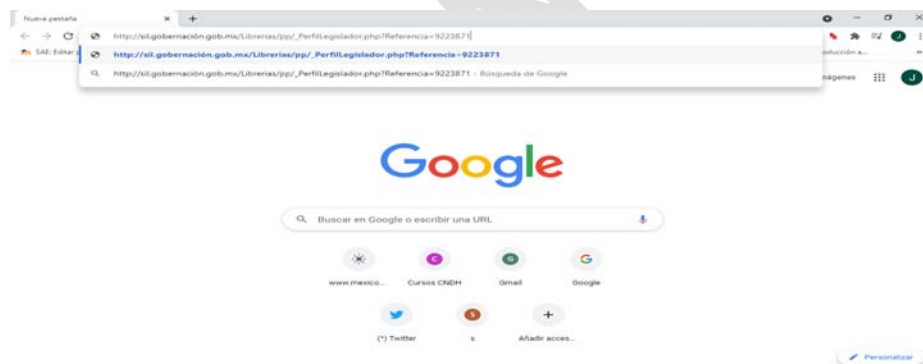 Nueva pestaña
http://sil.gobernación.gob.mx/Librerias/pp/_PerfilLegislador.php?Referencia=9223871
SAE: Editar
http://sil.gobernación.gob.mx/Librerias/pp/_PerfilLegislador.php?Referencia=9223871
http://sil.gobernación.gob.mx/Librerias/pp/_PerfilLegislador.php?Referencia=9223871 - Búsqueda de Google
J
Google
Buscar en Google o escribir una URL
www.mexico...
C
Cursos CNDH
G
Gmail
Google
(*) Twitter
s
s
Añadir acces...
Personalizar